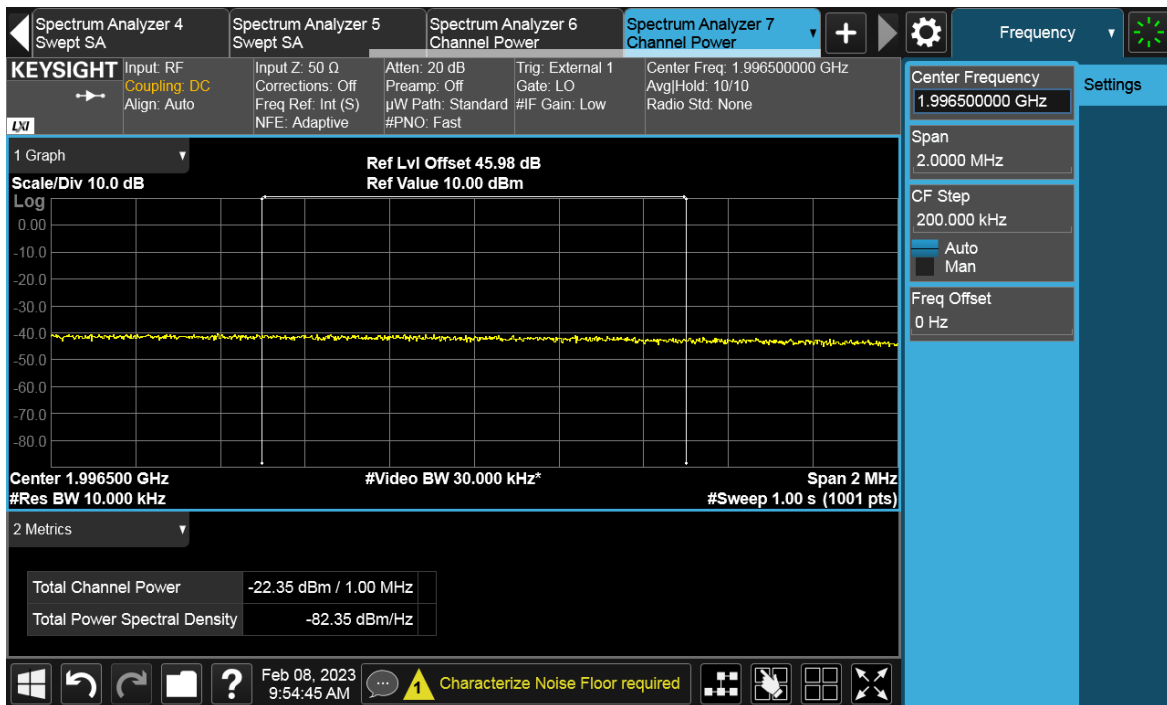 Spectrum Analyzer 4
Swept SA
Spectrum Analyzer 5
Swept SA
Spectrum Analyzer 6
Channel Power
Spectrum Analyzer 7
Channel Power
+
Frequency
KEYSIGHT
LXI
Input: RF
Coupling: DC
Align: Auto
Input Z: 50 Ω
Corrections: Off
Freq Ref: Int (S)
NFE: Adaptive
Atten: 20 dB
Preamp: Off
µW Path: Standard
#PNO: Fast
Trig: External 1
Gate: LO
#IF Gain: Low
Center Freq: 1.996500000 GHz
Avg|Hold: 10/10
Radio Std: None
Center Frequency
1.996500000 GHz
Settings
Span
2.0000 MHz
CF Step
200.000 kHz
Auto
Man
Freq Offset
0 Hz
1 Graph
Scale/Div 10.0 dB
Ref Lvl Offset 45.98 dB
Ref Value 10.00 dBm
Log
0.00
-10.0
-20.0
-30.0
-40.0
-50.0
-60.0
-70.0
-80.0
Center 1.996500 GHz
#Res BW 10.000 kHz
#Video BW 30.000 kHz*
Span 2 MHz
#Sweep 1.00 s (1001 pts)
2 Metrics
Total Channel Power -22.35 dBm / 1.00 MHz
Total Power Spectral Density -82.35 dBm/Hz
?
Feb 08, 2023
9:54:45 AM
1
Characterize Noise Floor required